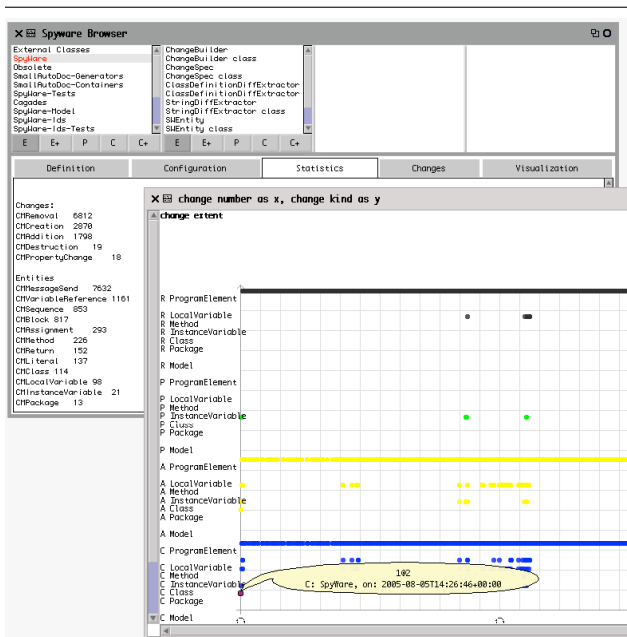 Spyware Browser
External Classes
SpyWare
Obsolete
SmallAutoDoc-Generators
SmallAutoDoc-Containers
SpyWare-Tests
Cagades
SpyWare-Model
SpyWare-Ids
SpyWare-Ids-Tests
ChangeBuilder
ChangeBuilder class
ChangeSpec
ChangeSpec class
ClassDefinitionDiffExtractor
ClassDefinitionDiffExtractor
StringDiffExtractor
StringDiffExtractor class
SWEntity
SWEntity class
E E+ P C C+ E E+ P C C+
Definition Configuration Statistics Changes Visualization
Changes:
CMRemoval 6812
CMCreation 2870
CMAddition 1798
CMDestruction 19
CMPropertyChange 18
Entities
CMMessageSend 7632
CMVariableReference 1161
CMSequence 853
CMBlock 817
CMAssignment 293
CMMethod 226
CMReturn 152
CMLiteral 137
CMClass 114
CMLocalVariable 98
CMInstanceVariable 21
CMPackage 13
change number as x, change kind as y
change extent
R ProgramElement
R LocalVariable
R Method
R InstanceVariable
R Class
R Package
R Model
P ProgramElement
P LocalVariable
P Method
P InstanceVariable
P Class
P Package
P Model
A ProgramElement
A LocalVariable
A Method
A InstanceVariable
A Class
A Package
A Model
C ProgramElement
C LocalVariable
C Method
C InstanceVariable
C Class
C Package
C Model
102
C: SpyWare, on: 2005-08-05T14:26:46+00:00